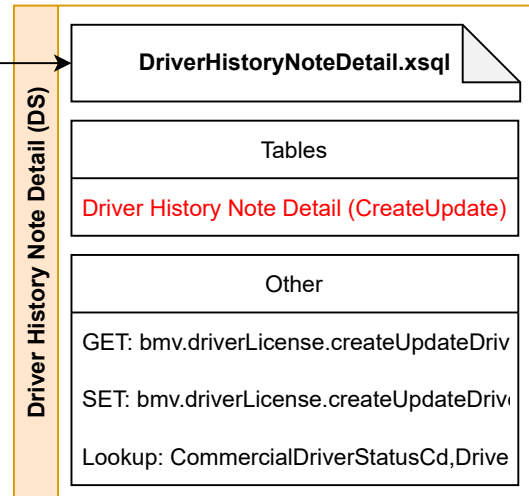 Driver History Note Detail (DS)
DriverHistoryNoteDetail.xsql
Tables
Driver History Note Detail (CreateUpdate)
Other
GET: bmv.driverLicense.createUpdateDriv
SET: bmv.driverLicense.createUpdateDrive
Lookup: CommercialDriverStatusCd,Drive